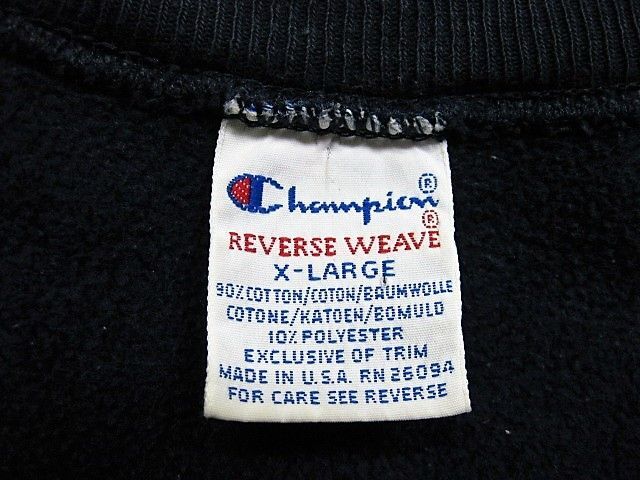 Champion®
REVERSE WEAVE®
X-LARGE
90% COTTON/COTON/BAUMWOLLE
COTONE/KATOEN/BOMULD
10% POLYESTER
EXCLUSIVE OF TRIM
MADE IN U.S.A. RN 26094
FOR CARE SEE REVERSE